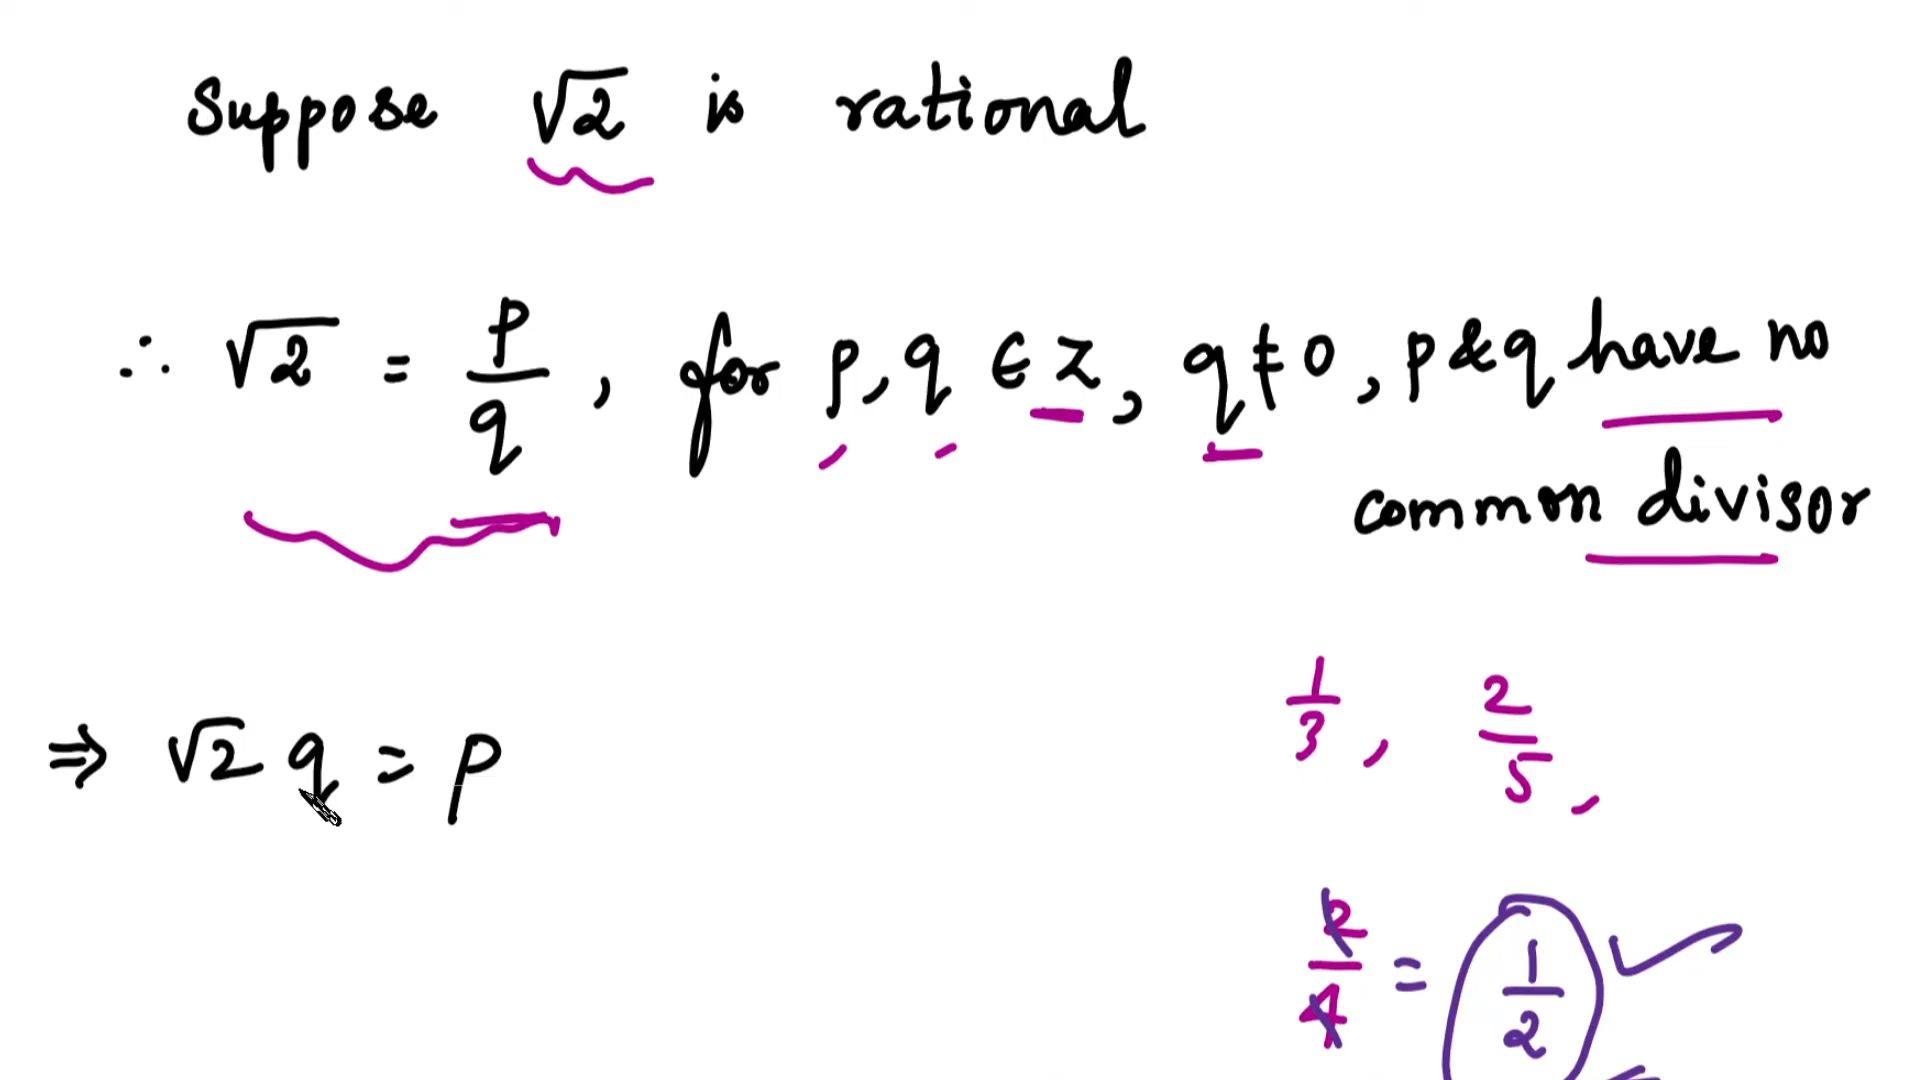 Suppose √2 is rational
∴ √2 = p/q, for p, q ∈ Z, q ≠ 0, p & q have no
common divisor
⇒ √2 q = p
1/3, 2/5,
2/4 = 1/2